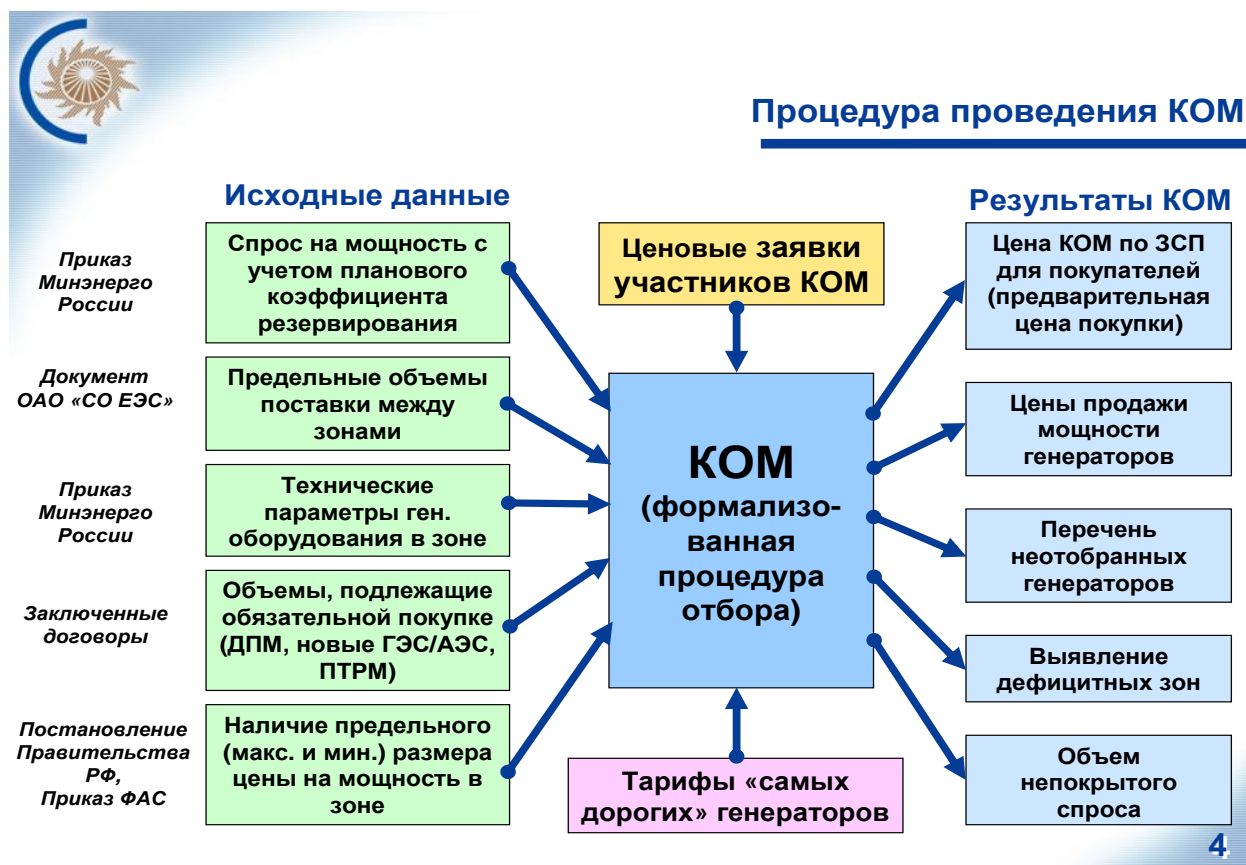 Процедура проведения КОМ
Исходные данные
Результаты КОМ
Приказ
Минэнерго
России
Спрос на мощность с
учетом планового
коэффициента
резервирования
Ценовые заявки
участников КОМ
Цена КОМ по ЗСП
для покупателей
(предварительная
цена покупки)
Документ
ОАО «СО ЕЭС»
Предельные объемы
поставки между
зонами
Цены продажи
мощности
генераторов
Приказ
Минэнерго
России
Технические
параметры ген.
оборудования в зоне
КОМ
(формализо-
ванная
процедура
отбора)
Перечень
неотобранных
генераторов
Заключенные
договоры
Объемы, подлежащие
обязательной покупке
(ДПМ, новые ГЭС/АЭС,
ПТРМ)
Выявление
дефицитных зон
Постановление
Правительства
РФ,
Приказ ФАС
Наличие предельного
(макс. и мин.) размера
цены на мощность в
зоне
Тарифы «самых
дорогих» генераторов
Объем
непокрытого
спроса
4